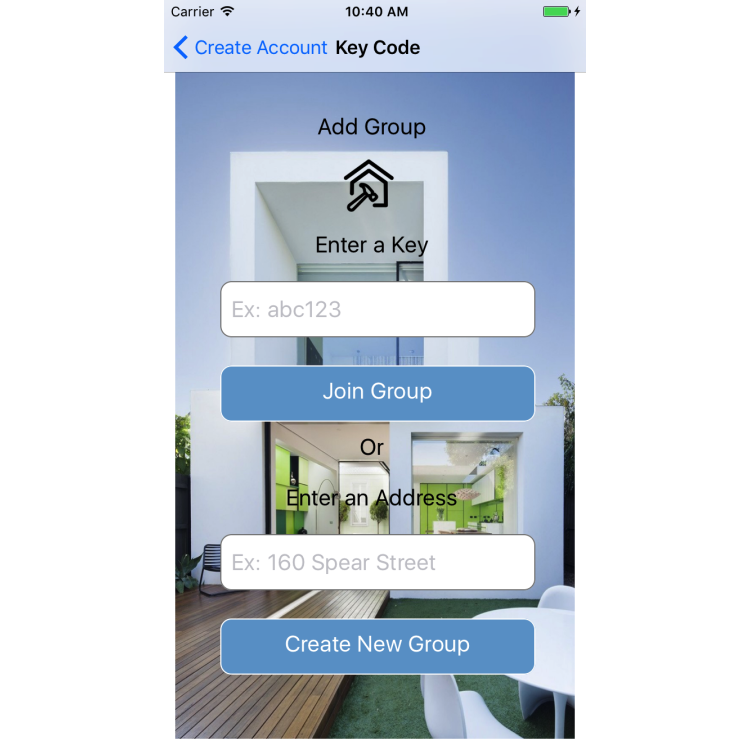 Carrier 10:40 AM
Create Account Key Code
Add Group
Enter a Key
Ex: abc123
Join Group
Or
Enter an Address
Ex: 160 Spear Street
Create New Group